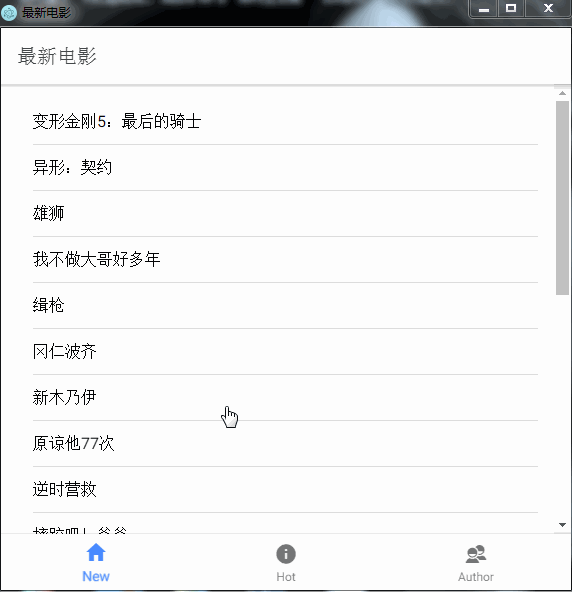 最新电影
最新电影
变形金刚5：最后的骑士
异形：契约
雄狮
我不做大哥好多年
缉枪
冈仁波齐
新木乃伊
原谅他77次
逆时营救
New
Hot
Author